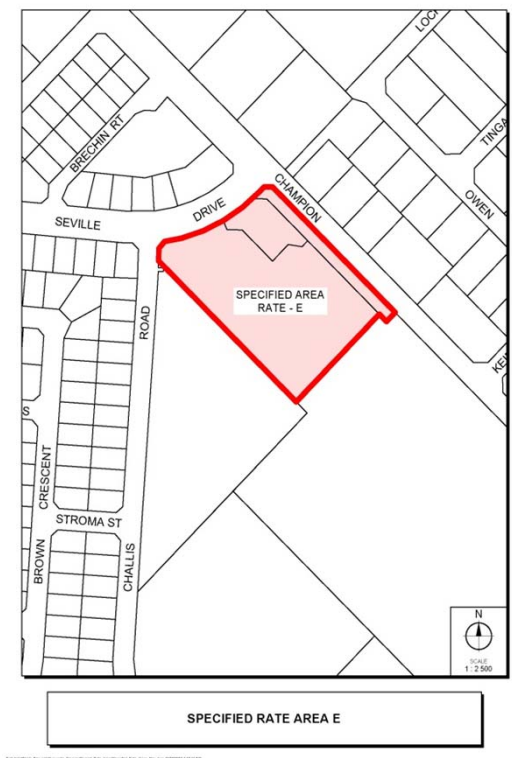 LOCH
BRECHIN RT
TINGA
CHAMPION
OWEN
DRIVE
SEVILLE
SPECIFIED AREA
RATE - E
ROAD
KEI
S
CRESCENT
STROMA ST
BROWN
CHALLIS
N
SCALE
1 : 2 500
SPECIFIED RATE AREA E